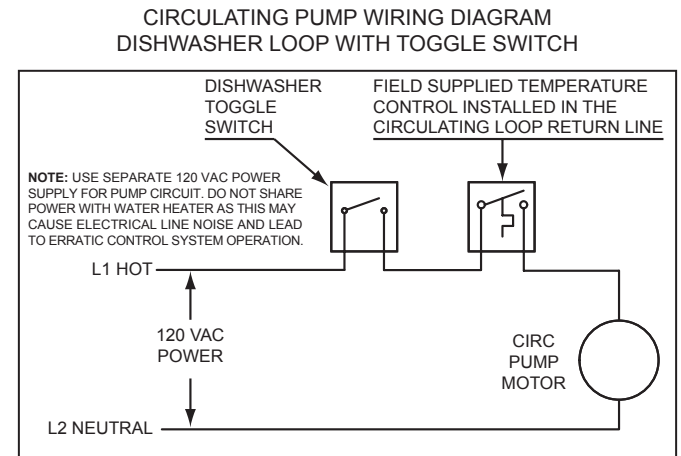 CIRCULATING PUMP WIRING DIAGRAM
DISHWASHER LOOP WITH TOGGLE SWITCH
DISHWASHER
TOGGLE
SWITCH
FIELD SUPPLIED TEMPERATURE
CONTROL INSTALLED IN THE
CIRCULATING LOOP RETURN LINE
NOTE: USE SEPARATE 120 VAC POWER
SUPPLY FOR PUMP CIRCUIT. DO NOT SHARE
POWER WITH WATER HEATER AS THIS MAY
CAUSE ELECTRICAL LINE NOISE AND LEAD
TO ERRATIC CONTROL SYSTEM OPERATION.
L1 HOT
120 VAC
POWER
CIRC
PUMP
MOTOR
L2 NEUTRAL